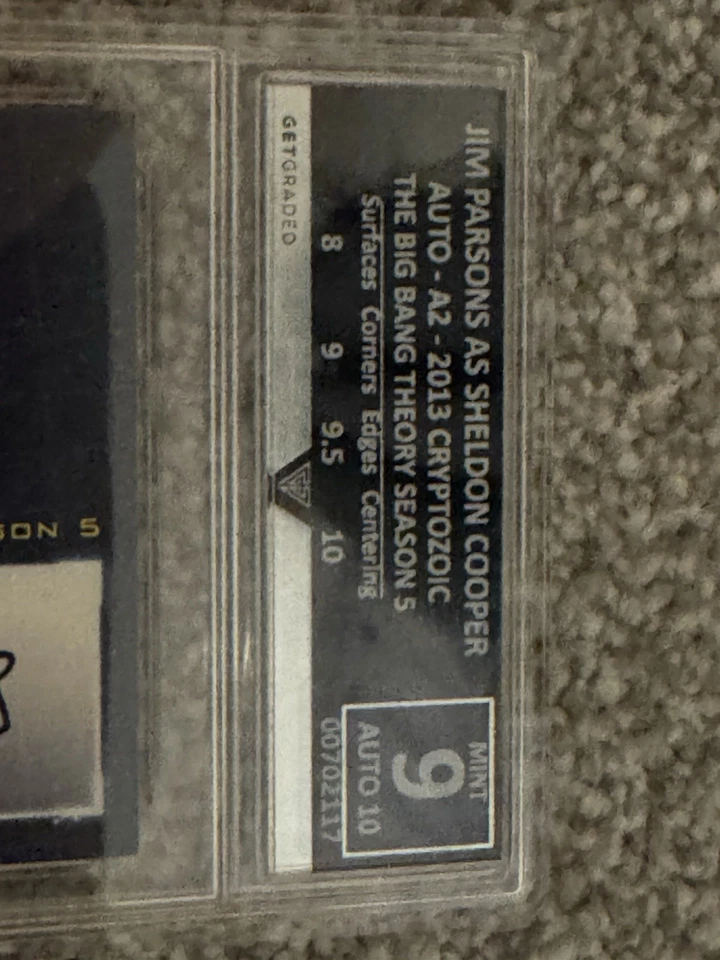 JIM PARSONS AS SHELDON COOPER
AUTO - A2 - 2013 CRYPTOZOIC
THE BIG BANG THEORY SEASON 5
Surfaces Corners Edges Centering
8 9 9.5 10
MINT
9
AUTO 10
00702117
GETGRADED
SON 5